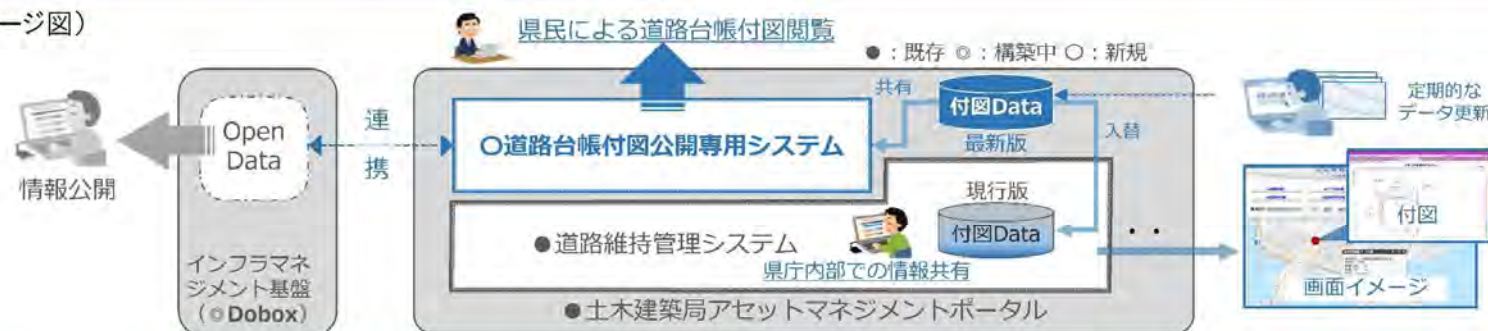 ージ図）
県民による道路台帳付図閲覧
●：既存 ◎：構築中 〇：新規
共有
付図Data
最新版
定期的な
データ更新
入替
Open
Data
連
携
〇道路台帳付図公開専用システム
情報公開
現行版
付図Data
●道路維持管理システム
県庁内部での情報共有
・・
付図
画面イメージ
インフラマネ
ジメント基盤
（◎Dobox）
●土木建築局アセットマネジメントポータル